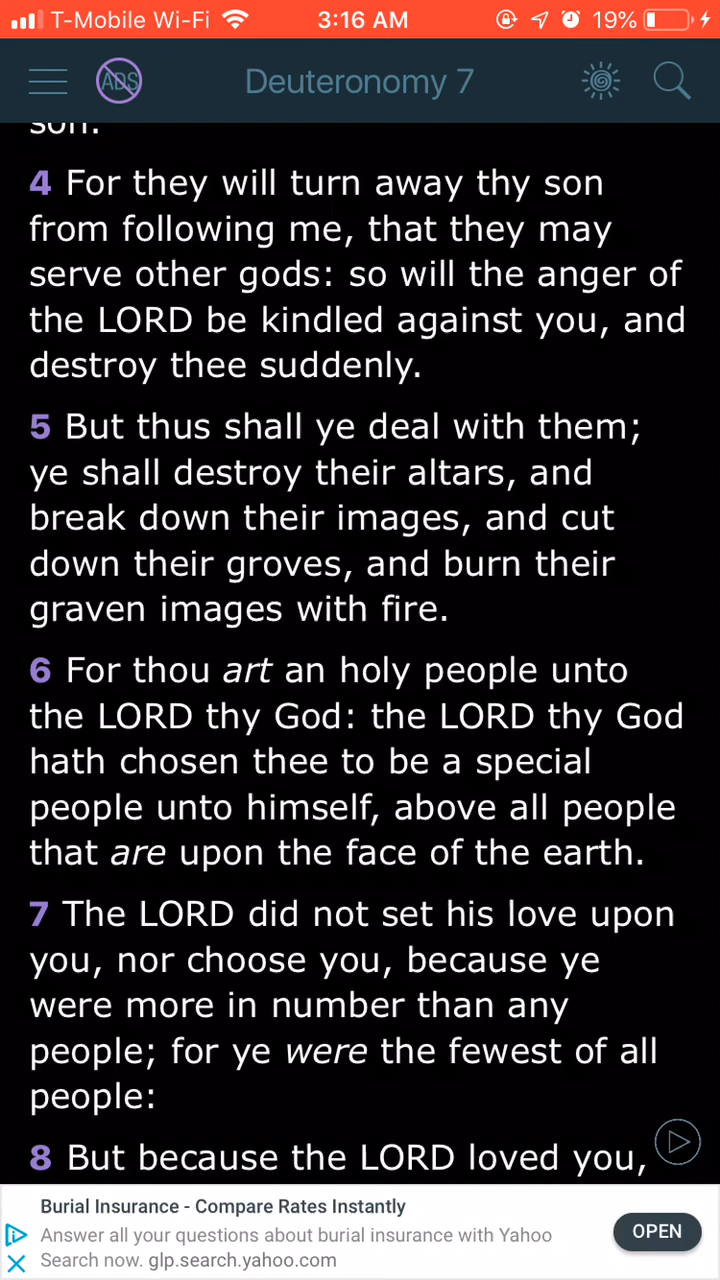 T-Mobile Wi-Fi 3:16 AM 19%
ADS Deuteronomy 7
son.
4 For they will turn away thy son
from following me, that they may
serve other gods: so will the anger of
the LORD be kindled against you, and
destroy thee suddenly.
5 But thus shall ye deal with them;
ye shall destroy their altars, and
break down their images, and cut
down their groves, and burn their
graven images with fire.
6 For thou art an holy people unto
the LORD thy God: the LORD thy God
hath chosen thee to be a special
people unto himself, above all people
that are upon the face of the earth.
7 The LORD did not set his love upon
you, nor choose you, because ye
were more in number than any
people; for ye were the fewest of all
people:
8 But because the LORD loved you,
Burial Insurance - Compare Rates Instantly
Answer all your questions about burial insurance with Yahoo
Search now. glp.search.yahoo.com
OPEN